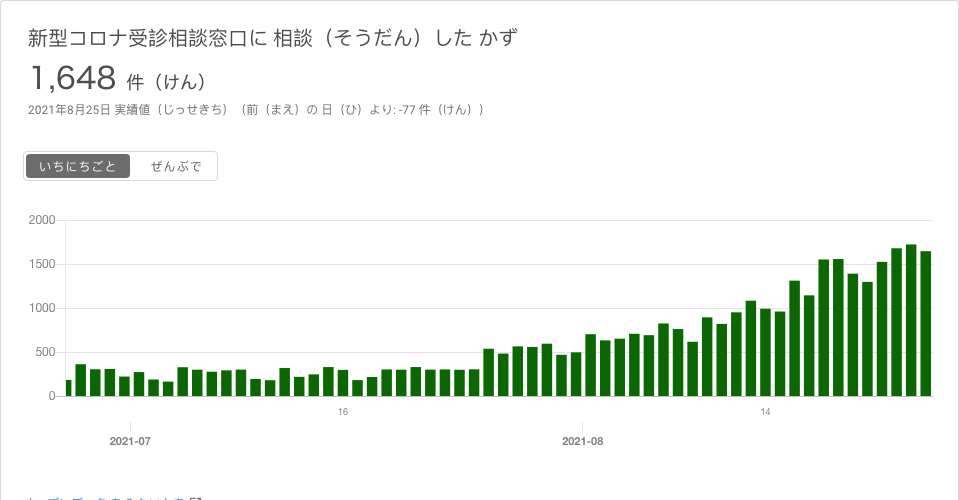 新型コロナ受診相談窓口に 相談（そうだん）した かず
1,648 件（けん）
2021年8月25日 実績値（じっせきち）（前（まえ）の 日（ひ）より: -77 件（けん））
いちにちごと ぜんぶで
2000
1500
1000
500
0
16 14
2021-07 2021-08